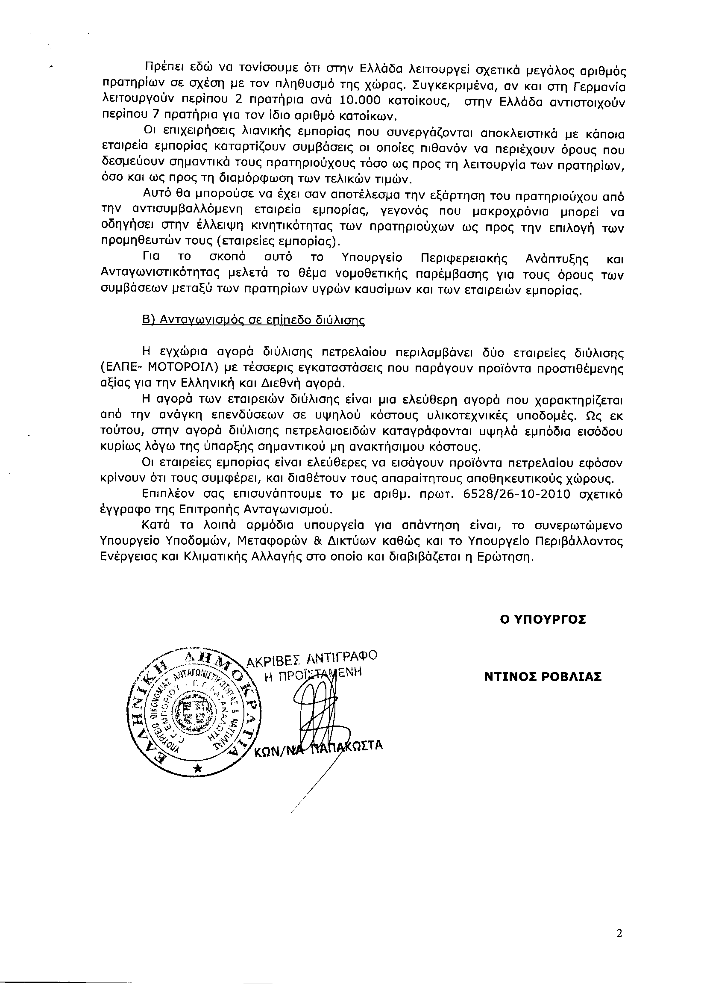 Πρέπει εδώ να τονίσουμε ότι στην Ελλάδα λειτουργεί σχετικά μεγάλος αριθμός
πρατηρίων σε σχέση με τον πληθυσμό της χώρας. Συγκεκριμένα, αν και στη Γερμανία
λειτουργούν περίπου 2 πρατήρια ανά 10.000 κατοίκους, στην Ελλάδα αντιστοιχούν
περίπου 7 πρατήρια για τον ίδιο αριθμό κατοίκων.
Οι επιχειρήσεις λιανικής εμπορίας που συνεργάζονται αποκλειστικά με κάποια
εταιρεία εμπορίας καταρτίζουν συμβάσεις οι οποίες πιθανόν να περιέχουν όρους που
δεσμεύουν σημαντικά τους πρατηριούχους τόσο ως προς τη λειτουργία των πρατηρίων,
όσο και ως προς τη διαμόρφωση των τελικών τιμών.
Αυτό θα μπορούσε να έχει σαν αποτέλεσμα την εξάρτηση του πρατηριούχου από
την αντισυμβαλλόμενη εταιρεία εμπορίας, γεγονός που μακροχρόνια μπορεί να
οδηγήσει στην έλλειψη κινητικότητας των πρατηριούχων ως προς την επιλογή των
προμηθευτών τους (εταιρείες εμπορίας).
Για το σκοπό αυτό το Υπουργείο Περιφερειακής Ανάπτυξης και
Ανταγωνιστικότητας μελετά το θέμα νομοθετικής παρέμβασης για τους όρους των
συμβάσεων μεταξύ των πρατηρίων υγρών καυσίμων και των εταιρειών εμπορίας.
Β) Ανταγωνισμός σε επίπεδο διύλισης
Η εγχώρια αγορά διύλισης πετρελαίου περιλαμβάνει δύο εταιρείες διύλισης
(ΕΛΠΕ- ΜΟΤΟΡΟΙΛ) με τέσσερις εγκαταστάσεις που παράγουν προϊόντα προστιθέμενης
αξίας για την Ελληνική και Διεθνή αγορά.
Η αγορά των εταιρειών διύλισης είναι μια ελεύθερη αγορά που χαρακτηρίζεται
από την ανάγκη επενδύσεων σε υψηλού κόστους υλικοτεχνικές υποδομές. Ως εκ
τούτου, στην αγορά διύλισης πετρελαιοειδών καταγράφονται υψηλά εμπόδια εισόδου
κυρίως λόγω της ύπαρξης σημαντικού μη ανακτήσιμου κόστους.
Οι εταιρείες εμπορίας είναι ελεύθερες να εισάγουν προϊόντα πετρελαίου εφόσον
κρίνουν ότι τους συμφέρει, και διαθέτουν τους απαραίτητους αποθηκευτικούς χώρους.
Επιπλέον σας επισυνάπτουμε το με αριθμ. πρωτ. 6528/26-10-2010 σχετικό
έγγραφο της Επιτροπής Ανταγωνισμού.
Κατά τα λοιπά αρμόδια υπουργεία για απάντηση είναι, το συνερωτώμενο
Υπουργείο Υποδομών, Μεταφορών & Δικτύων καθώς και το Υπουργείο Περιβάλλοντος
Ενέργειας και Κλιματικής Αλλαγής στο οποίο και διαβιβάζεται η Ερώτηση.
Ο ΥΠΟΥΡΓΟΣ
ΝΤΙΝΟΣ ΡΟΒΛΙΑΣ
ΑΚΡΙΒΕΣ ΑΝΤΙΓΡΑΦΟ
Η ΠΡΟΪΣΤΑΜΕΝΗ
ΚΩΝ/ΝΑ ΠΑΠΑΚΩΣΤΑ
ΕΛΛΗΝΙΚΗ ΔΗΜΟΚΡΑΤΙΑ
ΥΠΟΥΡΓΕΙΟ ΟΙΚΟΝΟΜΙΑΣ ΑΝΤΑΓΩΝΙΣΤΙΚΟΤΗΤΑΣ & ΝΑΥΤΙΛΙΑΣ
Γ.Γ. ΕΜΠΟΡΙΟΥ - Γ.Γ. ΚΑΤΑΝΑΛΩΤΗ
2